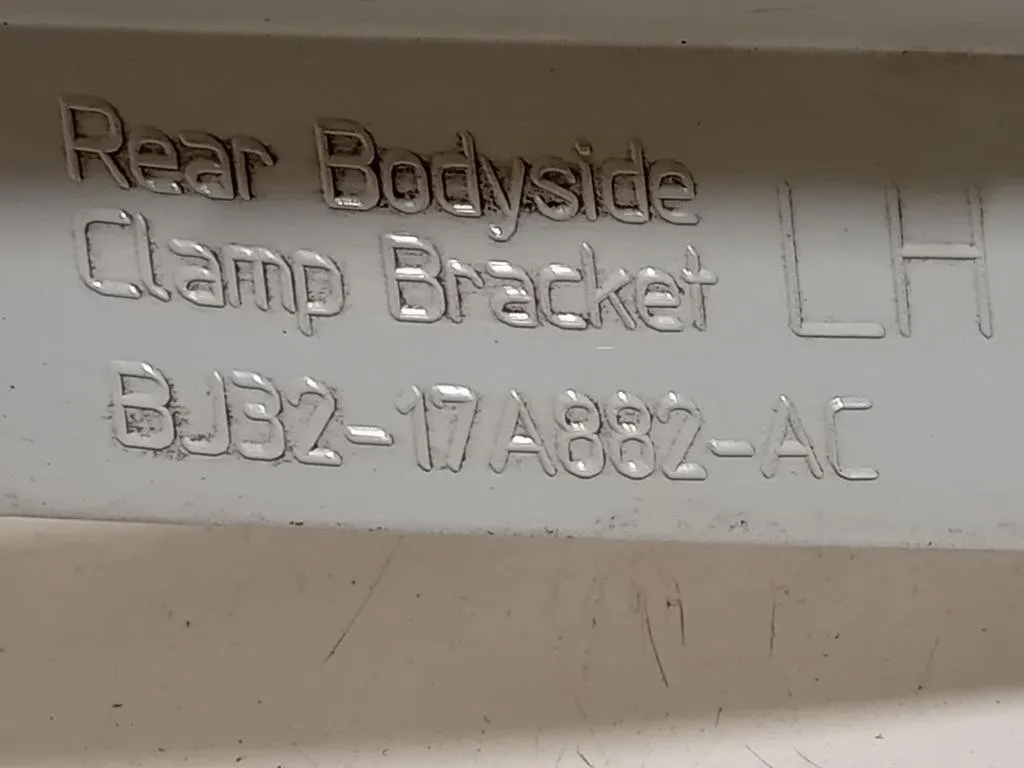 Rear Bodyside
Clamp Bracket LH
BJ32-17A882-AC